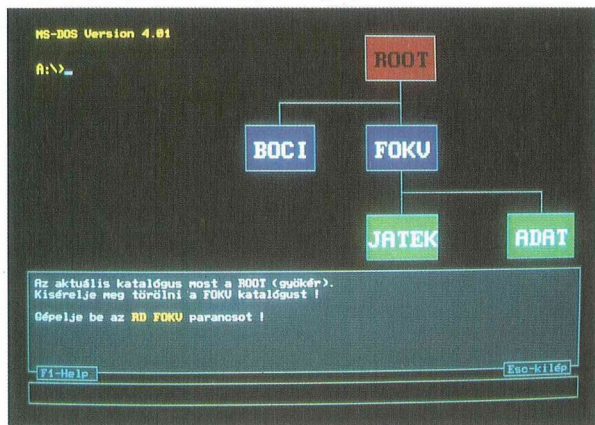 MS-DOS Version 4.01
A:\>_
ROOT
BOCI
FOKV
JATEK
ADAT
Az aktuális katalógus most a ROOT (gyökér).
Kisérelje meg törölni a FOKV katalógust !
Gépelje be az RD FOKV parancsot !
F1-Help
Esc-kilép